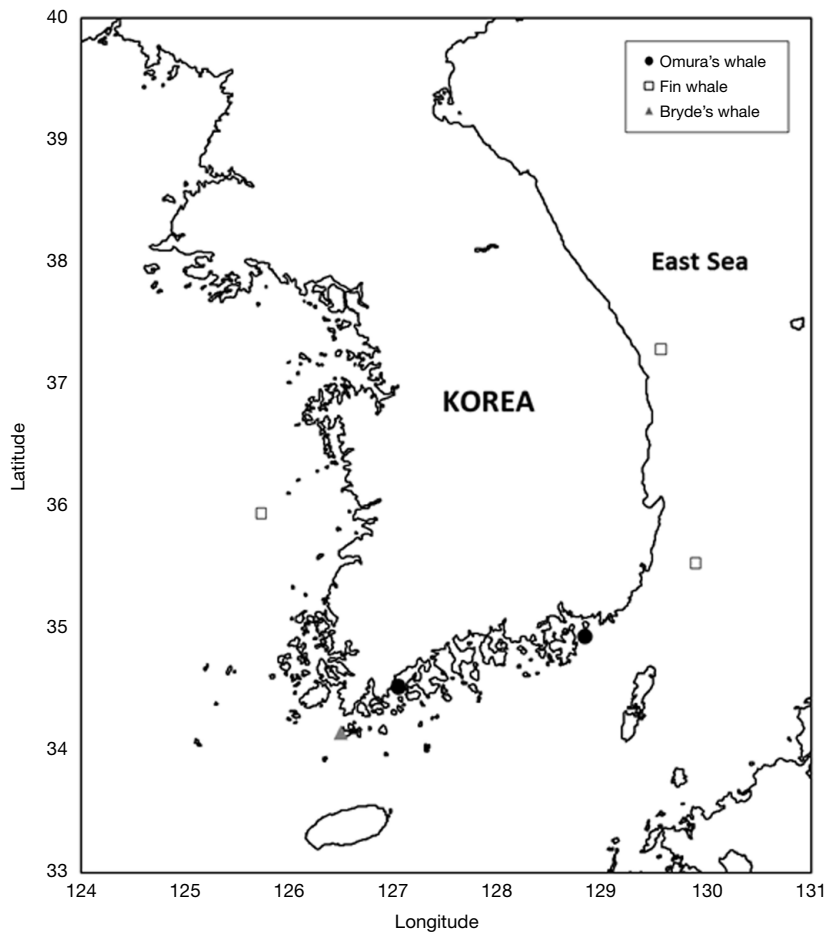 40
39
38
37
36
35
34
33
Latitude
Omura's whale
Fin whale
Bryde's whale
East Sea
KOREA
124
125
126
127
128
129
130
131
Longitude